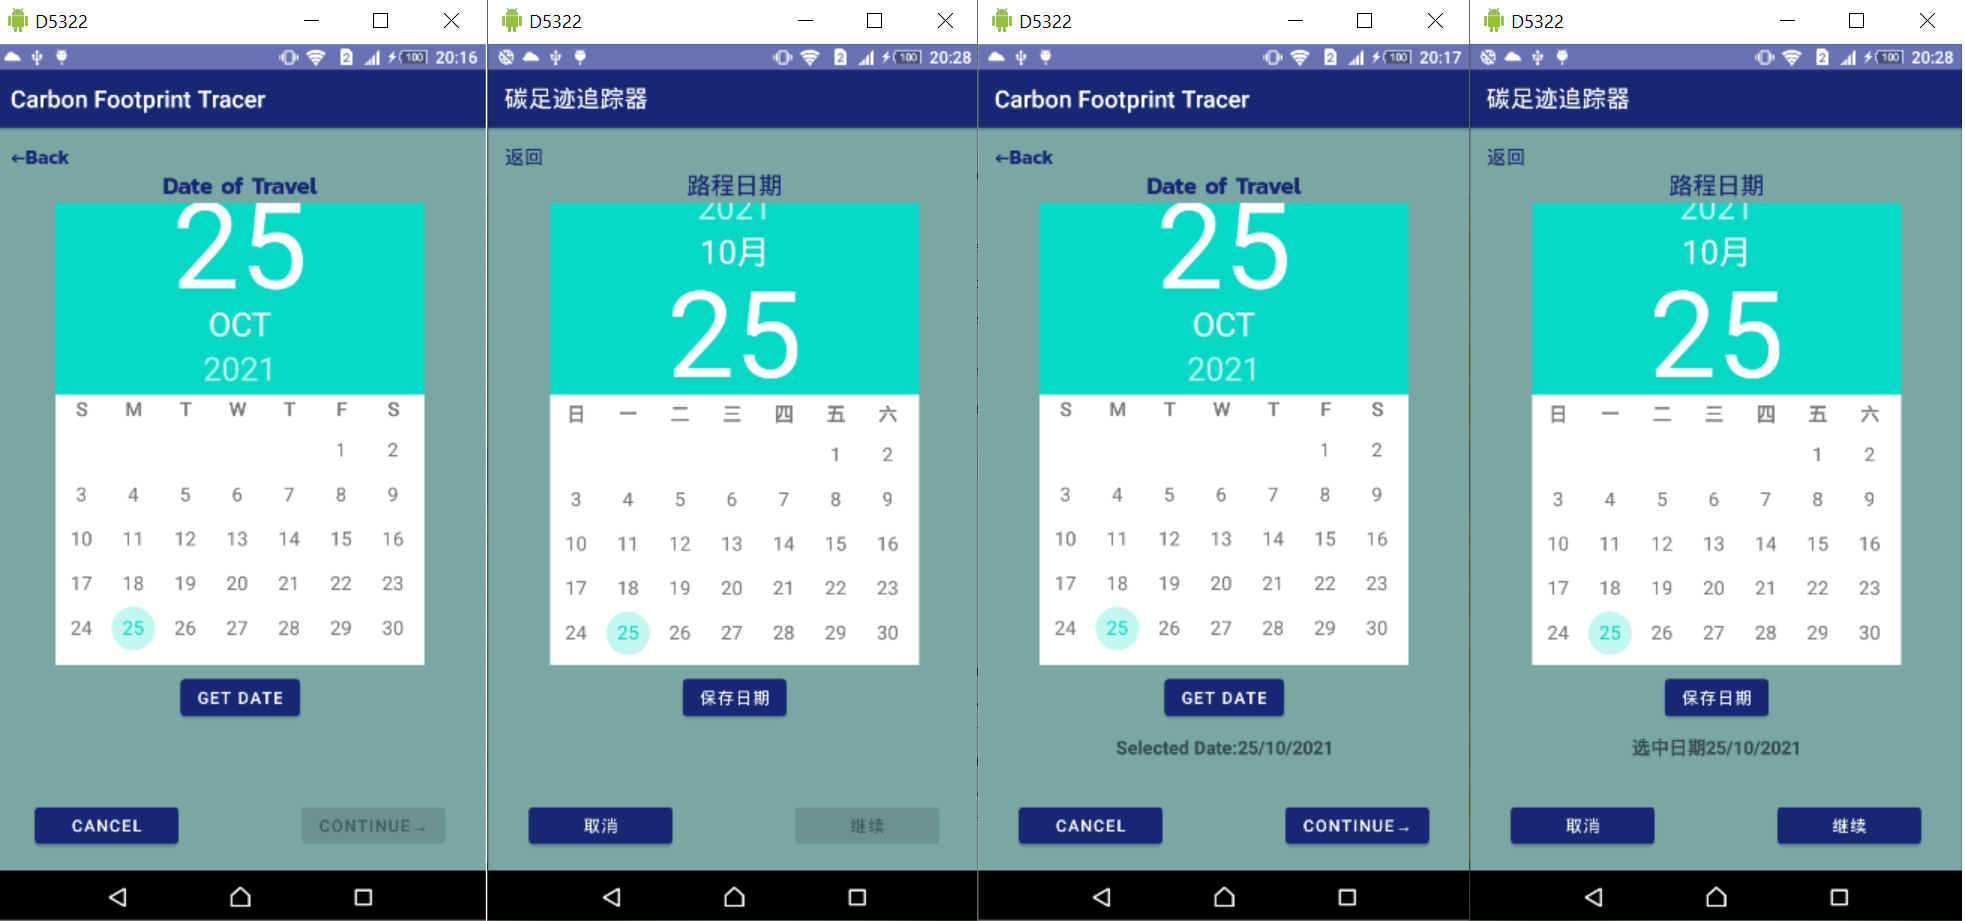 D5322
100 20:16
Carbon Footprint Tracer
←Back
Date of Travel
25
OCT
2021
S M T W T F S
1 2
3 4 5 6 7 8 9
10 11 12 13 14 15 16
17 18 19 20 21 22 23
24 25 26 27 28 29 30
GET DATE
CANCEL CONTINUE→
D5322
2 100 20:28
碳足迹追踪器
返回
路程日期
2021
10月
25
日 一 二 三 四 五 六
1 2
3 4 5 6 7 8 9
10 11 12 13 14 15 16
17 18 19 20 21 22 23
24 25 26 27 28 29 30
保存日期
取消 继续
D5322
2 100 20:17
Carbon Footprint Tracer
←Back
Date of Travel
25
OCT
2021
S M T W T F S
1 2
3 4 5 6 7 8 9
10 11 12 13 14 15 16
17 18 19 20 21 22 23
24 25 26 27 28 29 30
GET DATE
Selected Date:25/10/2021
CANCEL CONTINUE→
D5322
2 100 20:28
碳足迹追踪器
返回
路程日期
2021
10月
25
日 一 二 三 四 五 六
1 2
3 4 5 6 7 8 9
10 11 12 13 14 15 16
17 18 19 20 21 22 23
24 25 26 27 28 29 30
保存日期
选中日期25/10/2021
取消 继续